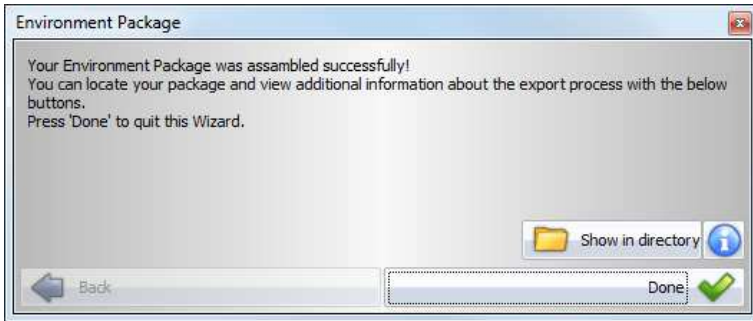 Environment Package
Your Environment Package was assambled successfully!
You can locate your package and view additional information about the export process with the below
buttons.
Press 'Done' to quit this Wizard.
Show in directory
Back
Done